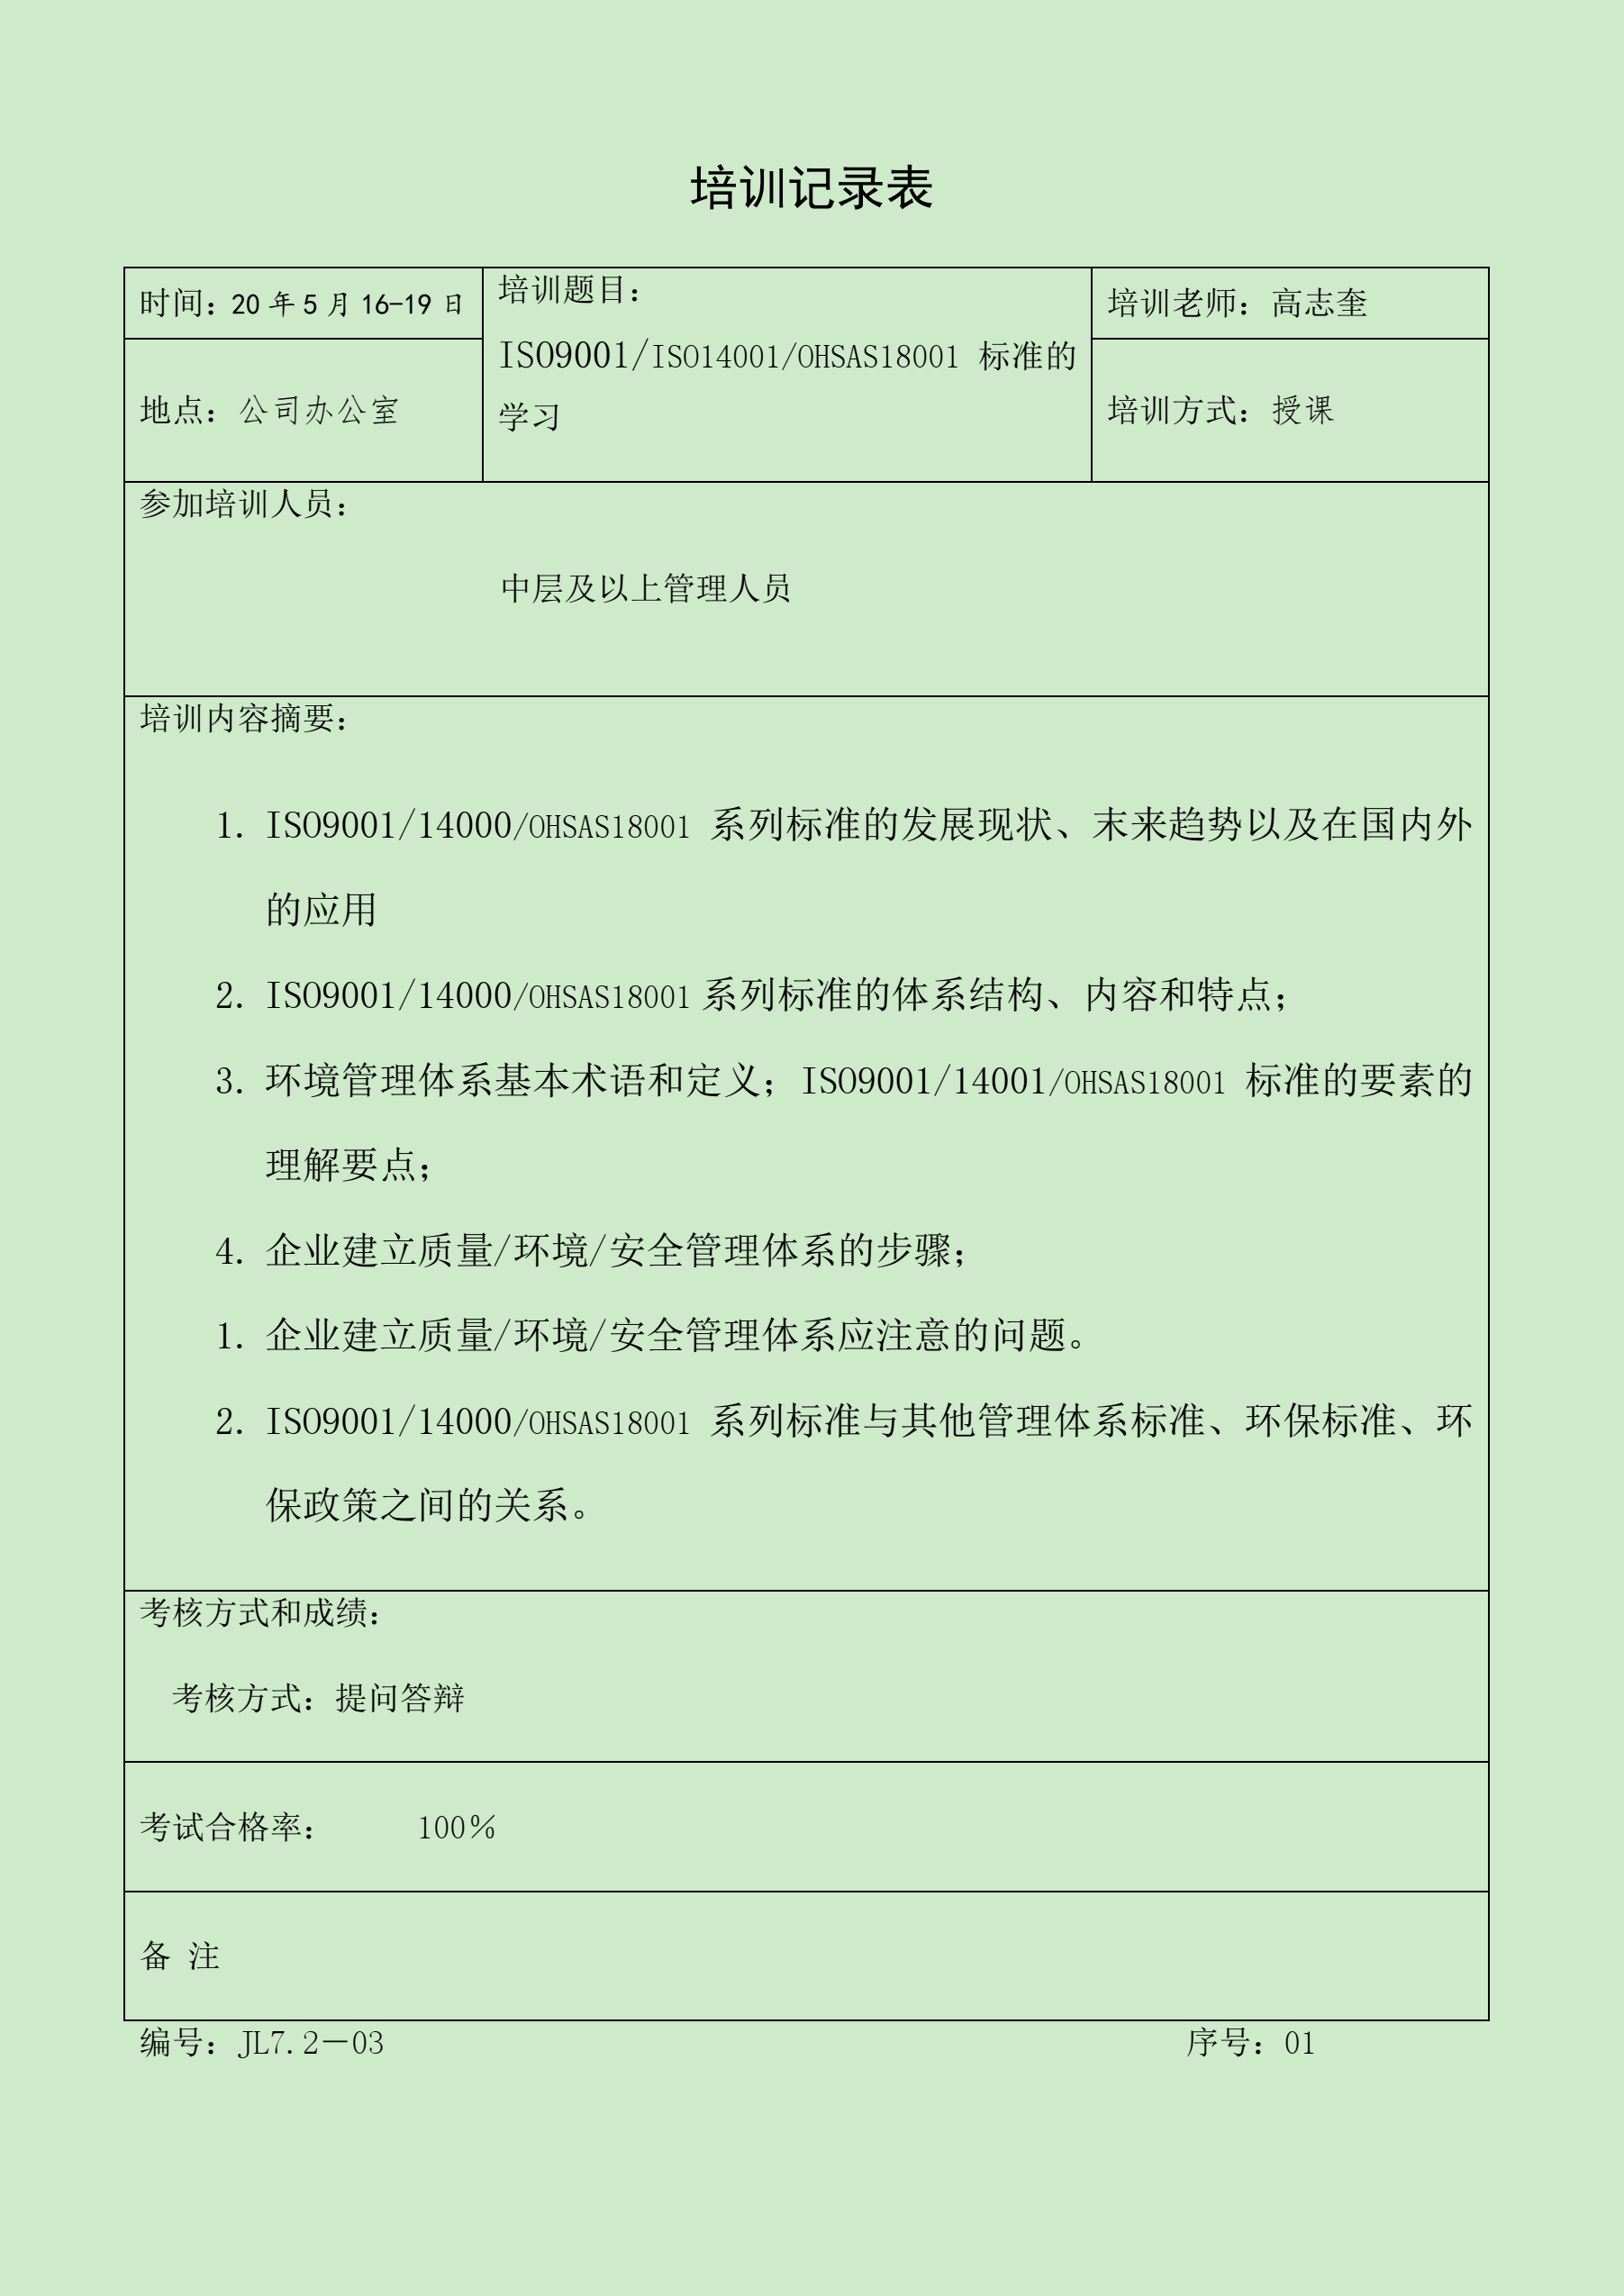 培训记录表
时间：20 年 5 月 16-19 日
培训题目：
ISO9001/ISO14001/OHSAS18001 标准的
学习
培训老师：高志奎
地点：公司办公室
培训方式：授课
参加培训人员：
中层及以上管理人员
培训内容摘要：
1. ISO9001/14000/OHSAS18001 系列标准的发展现状、末来趋势以及在国内外
的应用
2. ISO9001/14000/OHSAS18001 系列标准的体系结构、内容和特点；
3. 环境管理体系基本术语和定义；ISO9001/14001/OHSAS18001 标准的要素的
理解要点；
4. 企业建立质量/环境/安全管理体系的步骤；
1. 企业建立质量/环境/安全管理体系应注意的问题。
2. ISO9001/14000/OHSAS18001 系列标准与其他管理体系标准、环保标准、环
保政策之间的关系。
考核方式和成绩：
考核方式：提问答辩
考试合格率： 100％
备 注
编号：JL7.2－03 序号：01